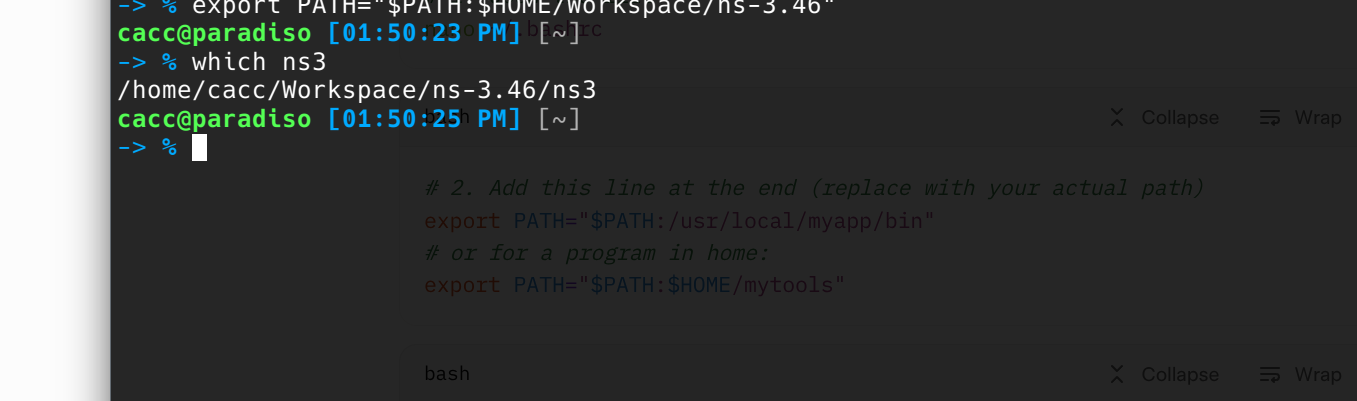 -> % export PATH="$PATH:$HOME/Workspace/ns-3.46"
cacc@paradiso [01:50:23 PM] [~]
-> % which ns3
/home/cacc/Workspace/ns-3.46/ns3
cacc@paradiso [01:50:25 PM] [~]
-> %
bash
Collapse
Wrap
# 2. Add this line at the end (replace with your actual path)
export PATH="$PATH:/usr/local/myapp/bin"
# or for a program in home:
export PATH="$PATH:$HOME/mytools"
bash
Collapse
Wrap